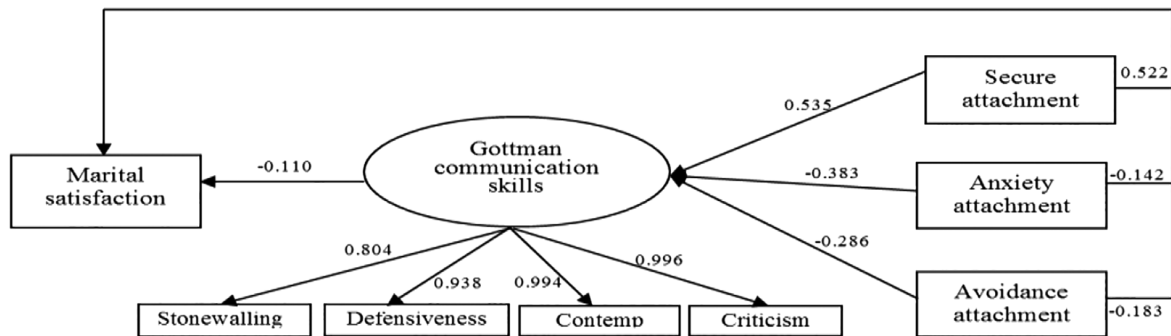 Secure
attachment
0.522
0.535
Gottman
communication
skills
Marital
satisfaction
-0.110
-0.383
Anxiety
attachment
-0.142
-0.286
0.804
0.938
0.994
0.996
Avoidance
attachment
-0.183
Stonewalling
Defensiveness
Contemp
Criticism